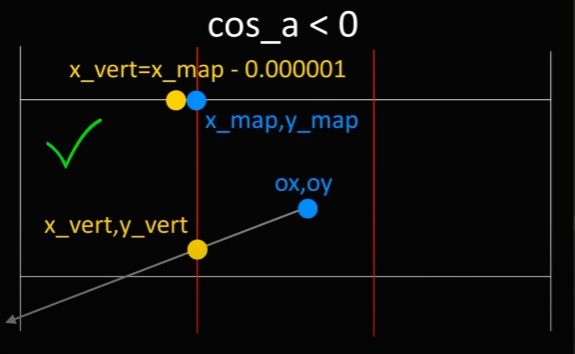 cos_a < 0
x_vert=x_map - 0.000001
x_map,y_map
ox,oy
x_vert,y_vert